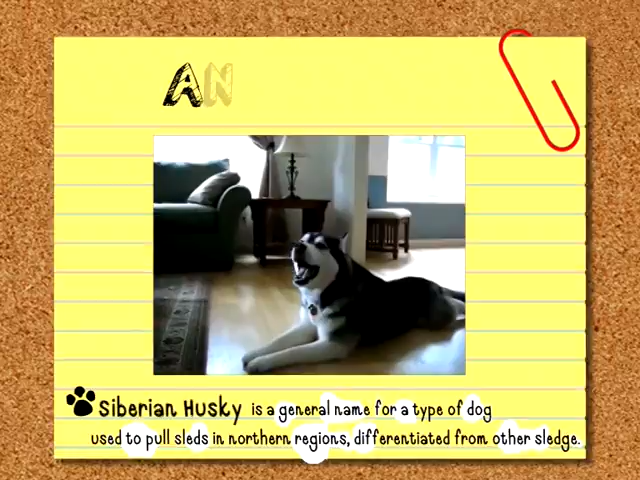 AN
Siberian Husky is a general name for a type of dog
used to pull sleds in northern regions, differentiated from other sledge.